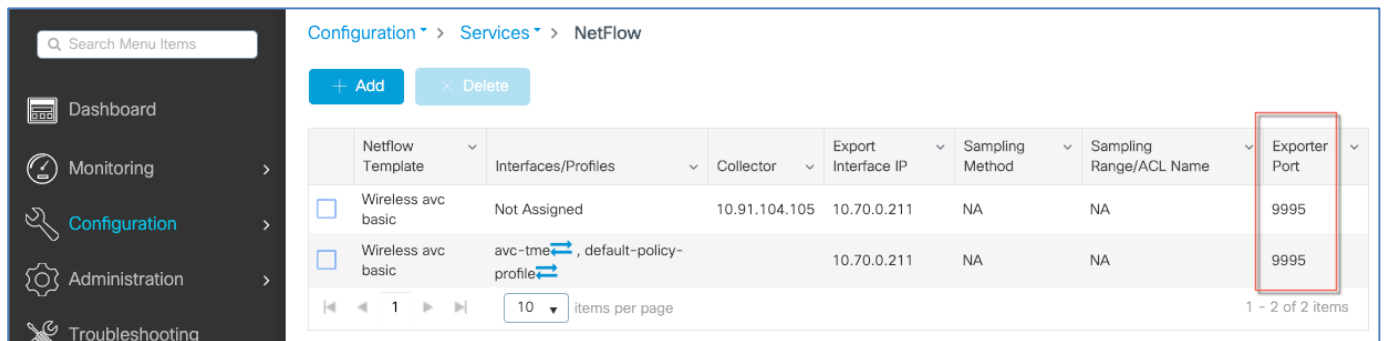 Search Menu Items
Dashboard
Monitoring
Configuration
Administration
Troubleshooting
Configuration > Services > NetFlow
+ Add
× Delete
Netflow Template
Interfaces/Profiles
Collector
Export Interface IP
Sampling Method
Sampling Range/ACL Name
Exporter Port
Wireless avc basic
Not Assigned
10.91.104.105
10.70.0.211
NA
NA
9995
Wireless avc basic
avc-tme , default-policy-profile
10.70.0.211
NA
NA
9995
1
10
items per page
1 - 2 of 2 items